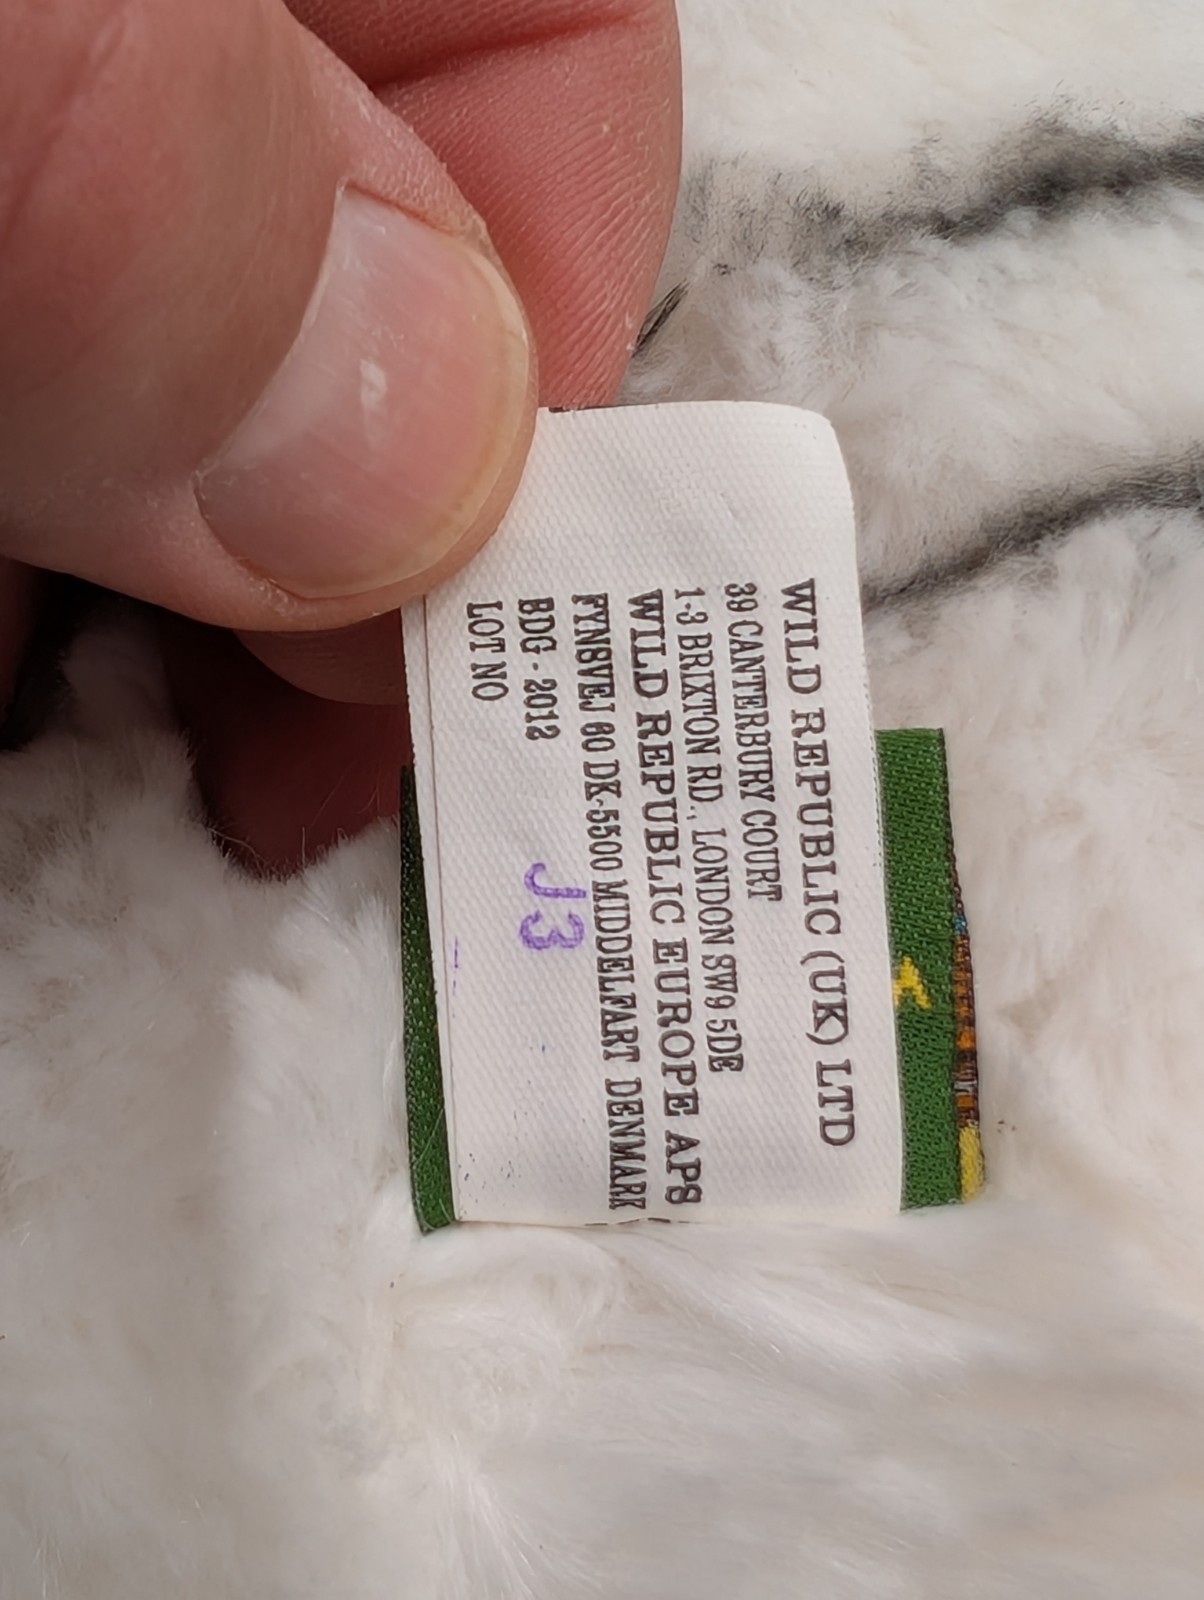 WILD REPUBLIC (UK) LTD
39 CANTERBURY COURT
1-3 BRIXTON RD., LONDON SW9 5DE
WILD REPUBLIC EUROPE APS
FYNSVEJ 60 DK-5500 MIDDELFART DENMARK
BDG - 2012
LOT NO
J3